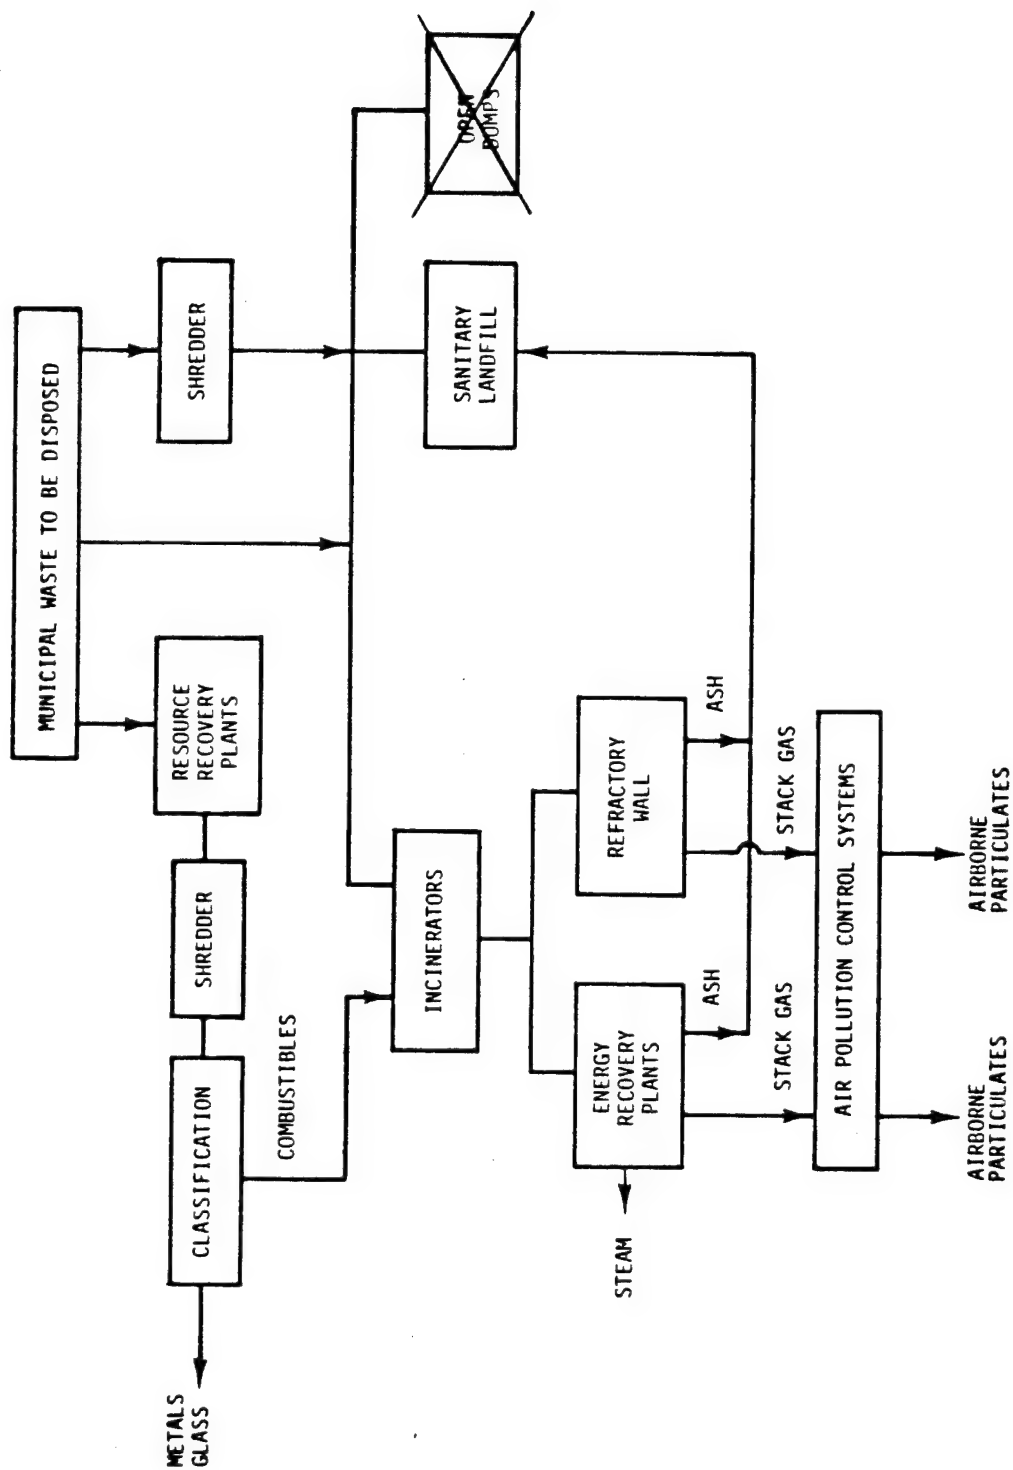 MUNICIPAL WASTE TO BE DISPOSED
RESOURCE
RECOVERY
PLANTS
SHREDDER
SHREDDER
CLASSIFICATION
METALS
GLASS
COMBUSTIBLES
INCINERATORS
SANITARY
LANDFILL
OPEN
DUMPS
ENERGY
RECOVERY
PLANTS
REFRACTORY
WALL
STEAM
ASH
ASH
STACK GAS
STACK GAS
AIR POLLUTION CONTROL SYSTEMS
AIRBORNE
PARTICULATES
AIRBORNE
PARTICULATES